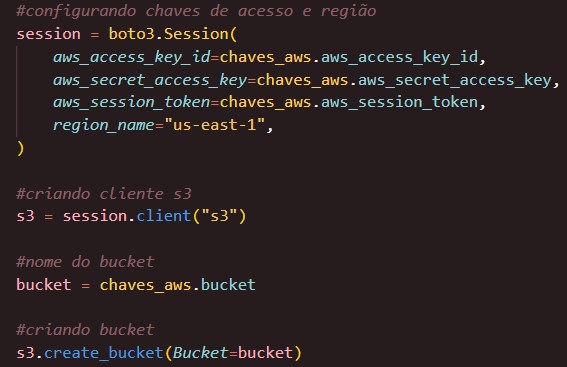 #configurando chaves de acesso e região
session = boto3.Session(
    aws_access_key_id=chaves_aws.aws_access_key_id,
    aws_secret_access_key=chaves_aws.aws_secret_access_key,
    aws_session_token=chaves_aws.aws_session_token,
    region_name="us-east-1",
)

#criando cliente s3
s3 = session.client("s3")

#nome do bucket
bucket = chaves_aws.bucket

#criando bucket
s3.create_bucket(Bucket=bucket)